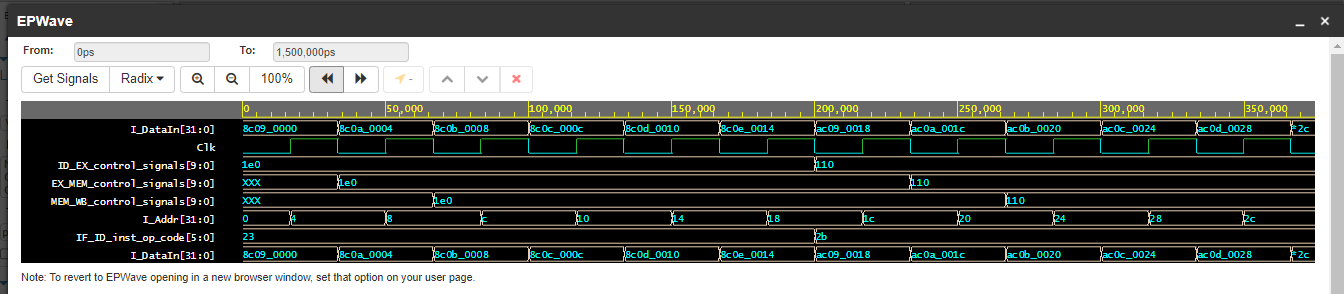 EPWave
From: 0ps To: 1,500,000ps
Get Signals Radix 100% -
0 50,000 100,000 150,000 200,000 250,000 300,000 350,000
I_DataIn[31:0] 8c09_0000 8c0a_0004 8c0b_0008 8c0c_000c 8c0d_0010 8c0e_0014 ac09_0018 ac0a_001c ac0b_0020 ac0c_0024 ac0d_0028 *2c
Clk
ID_EX_control_signals[9:0] 1e0 110
EX_MEM_control_signals[9:0] XXX 1e0 110
MEM_WB_control_signals[9:0] XXX 1e0 110
I_Addr[31:0] 0 4 8 c 10 14 18 1c 20 24 28 2c
IF_ID_inst_op_code[5:0] 23 2b
I_DataIn[31:0] 8c09_0000 8c0a_0004 8c0b_0008 8c0c_000c 8c0d_0010 8c0e_0014 ac09_0018 ac0a_001c ac0b_0020 ac0c_0024 ac0d_0028 *2c
Note: To revert to EPWave opening in a new browser window, set that option on your user page.